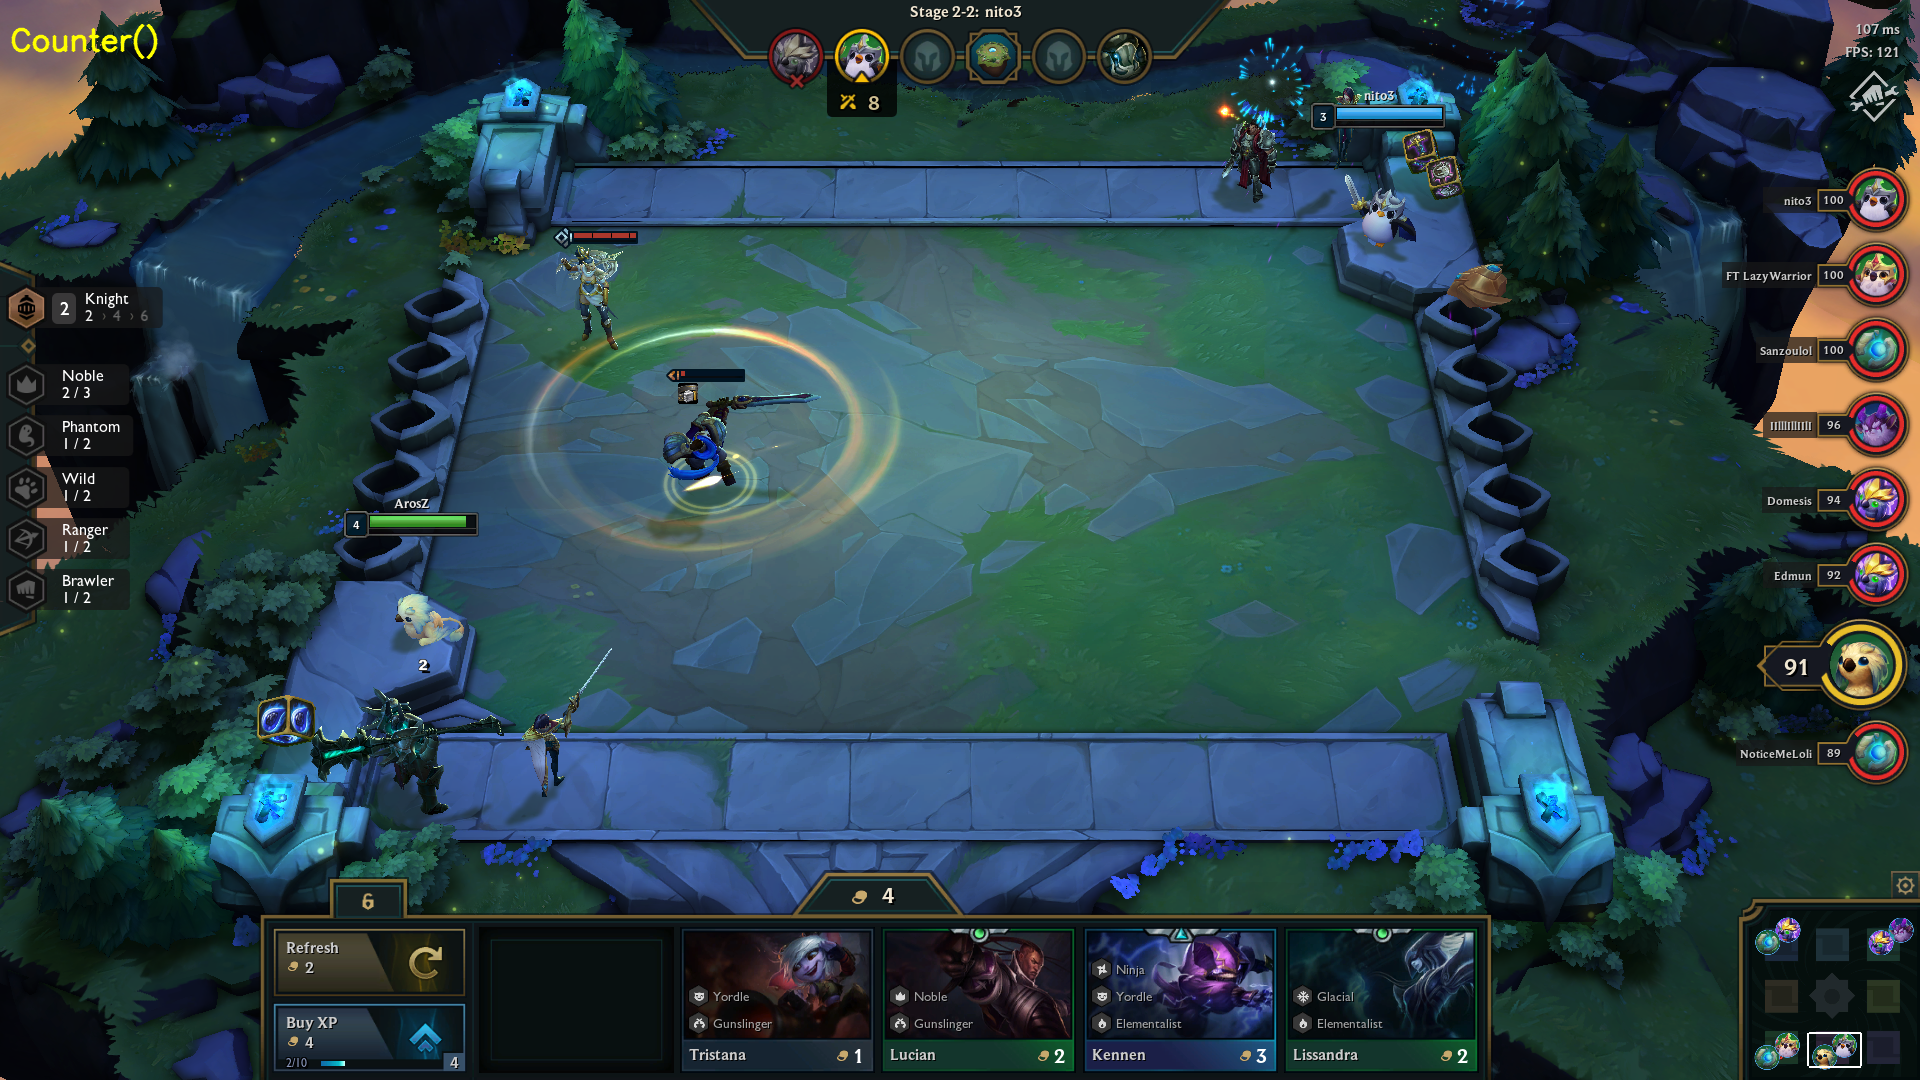 Stage 2-2: nito3
Counter()
107 ms
FPS: 121
8
nito3
3
nito3 100
FT LazyWarrior 100
Sanzoulol 100
96
Domesis 94
Edmun 92
91
NoticeMeLoli 89
2 Knight
2 › 4 › 6
Noble
2 / 3
Phantom
1 / 2
Wild
1 / 2
Ranger
1 / 2
Brawler
1 / 2
ArosZ
4
2
6
4
Refresh
2
Buy XP
4
2/10
4
Yordle
Gunslinger
Tristana 1
Noble
Gunslinger
Lucian 2
Ninja
Yordle
Elementalist
Kennen 3
Glacial
Elementalist
Lissandra 2